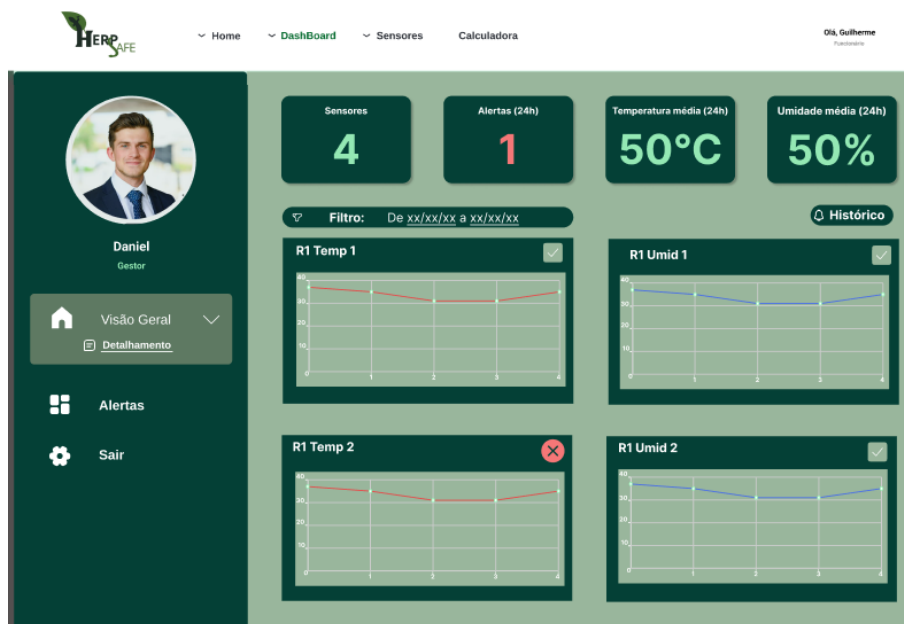 HERP
SAFE
Home
DashBoard
Sensores
Calculadora
Olá, Guilherme
Funcionário
Daniel
Gestor
Visão Geral
Detalhamento
Alertas
Sair
Sensores
4
Alertas (24h)
1
Temperatura média (24h)
50°C
Umidade média (24h)
50%
Filtro: De xx/xx/xx a xx/xx/xx
Histórico
R1 Temp 1
40
30
20
10
0 1 2 3 4
R1 Umid 1
40
30
20
10
0 1 2 3 4
R1 Temp 2
40
30
20
10
0 1 2 3 4
R1 Umid 2
40
30
20
10
0 1 2 3 4